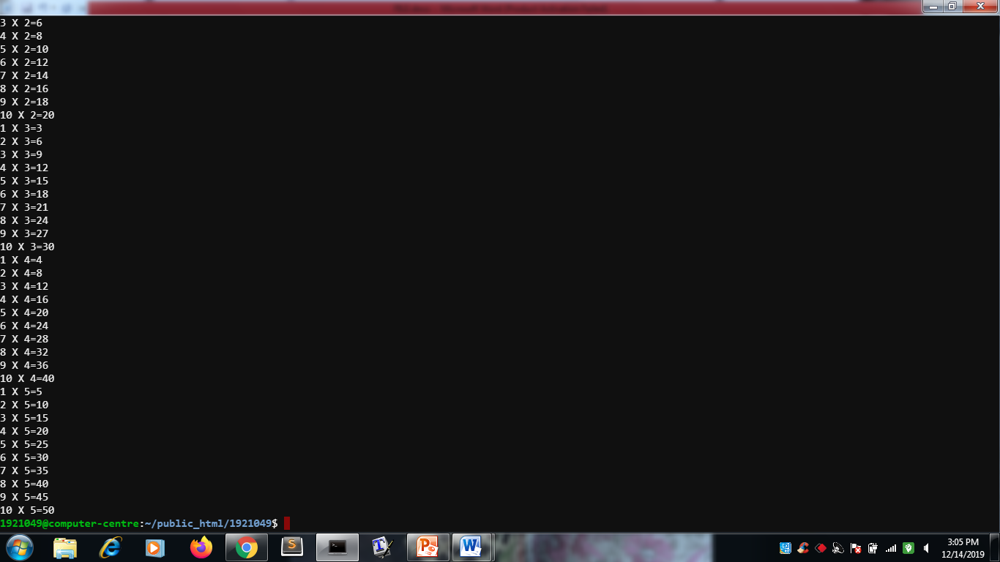 3 X 2=6
4 X 2=8
5 X 2=10
6 X 2=12
7 X 2=14
8 X 2=16
9 X 2=18
10 X 2=20
1 X 3=3
2 X 3=6
3 X 3=9
4 X 3=12
5 X 3=15
6 X 3=18
7 X 3=21
8 X 3=24
9 X 3=27
10 X 3=30
1 X 4=4
2 X 4=8
3 X 4=12
4 X 4=16
5 X 4=20
6 X 4=24
7 X 4=28
8 X 4=32
9 X 4=36
10 X 4=40
1 X 5=5
2 X 5=10
3 X 5=15
4 X 5=20
5 X 5=25
6 X 5=30
7 X 5=35
8 X 5=40
9 X 5=45
10 X 5=50
1921049@computer-centre:~/public_html/1921049$
3:05 PM
12/14/2019